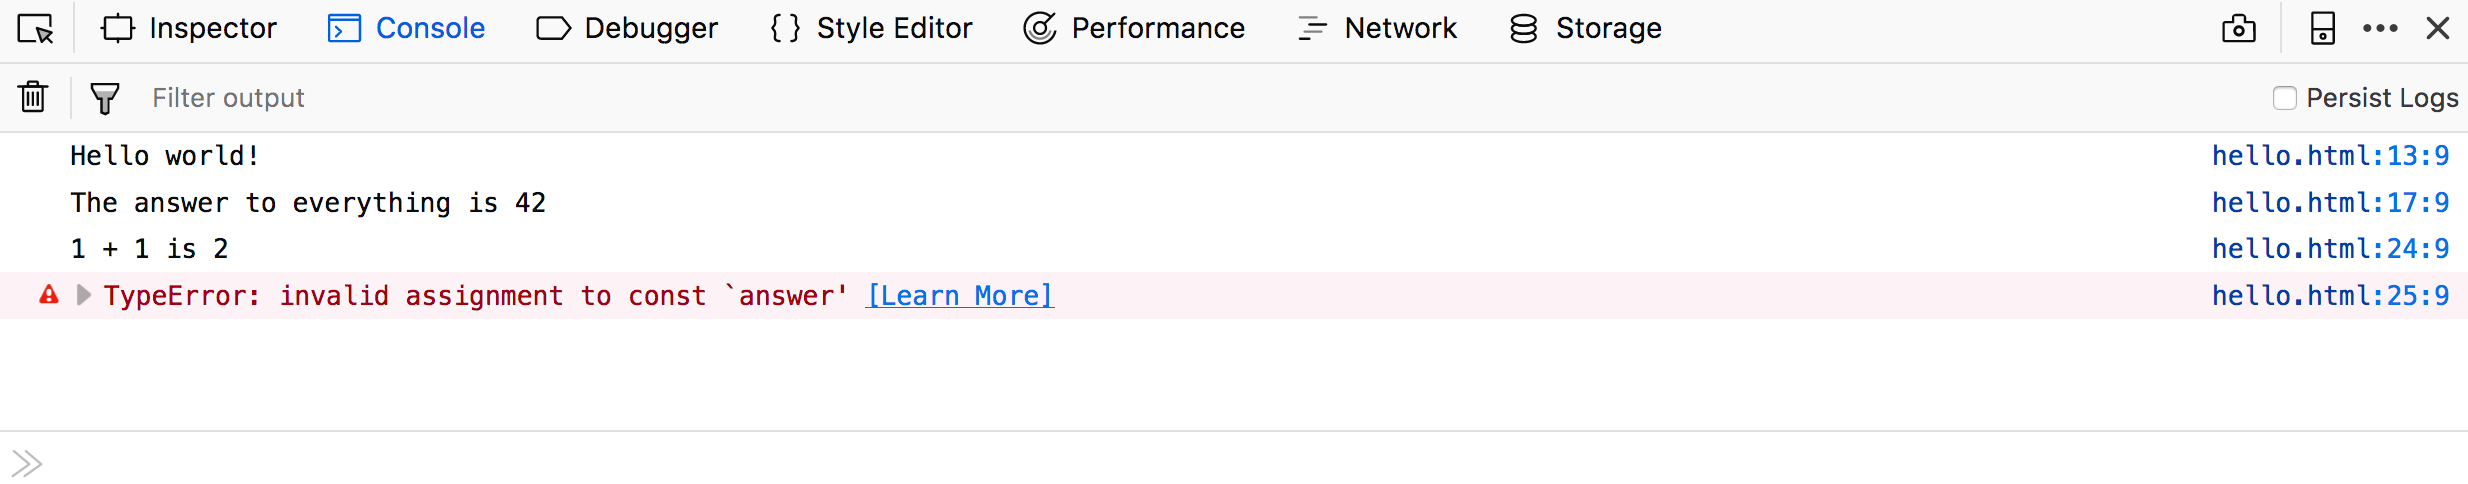 Inspector Console Debugger { } Style Editor Performance Network Storage
Filter output Persist Logs
Hello world! hello.html:13:9
The answer to everything is 42 hello.html:17:9
1 + 1 is 2 hello.html:24:9
TypeError: invalid assignment to const `answer' [Learn More] hello.html:25:9